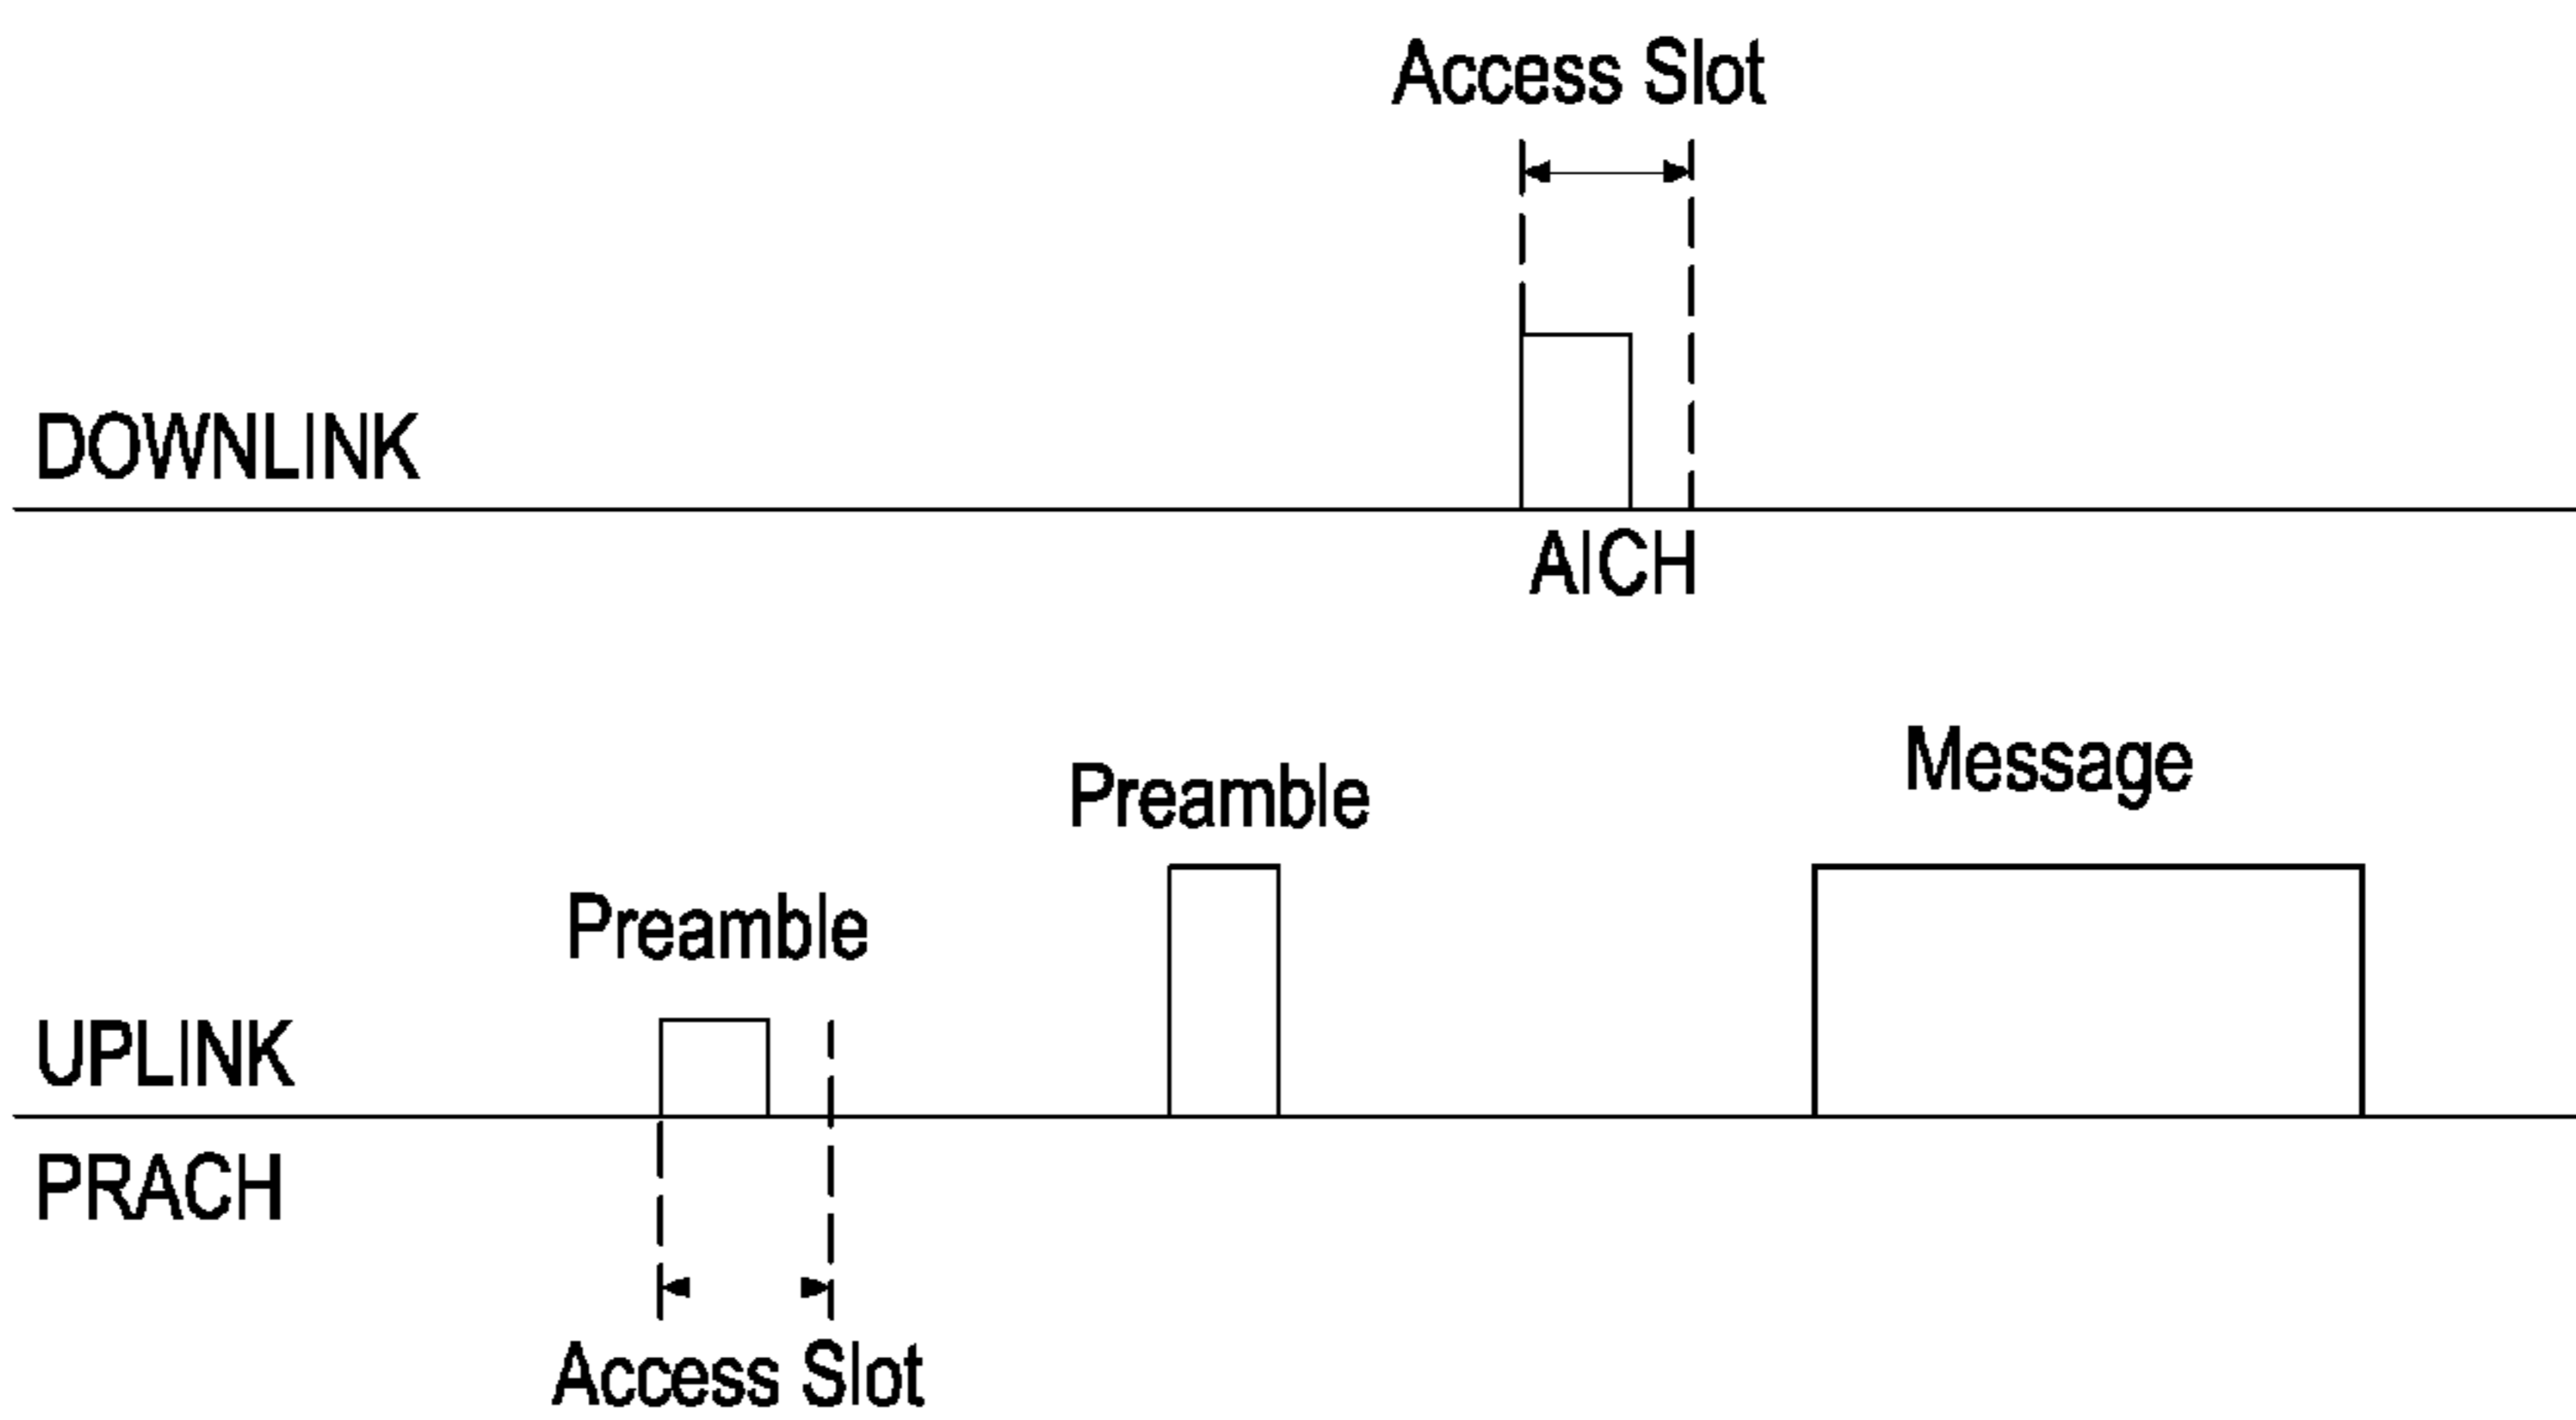 Access Slot
DOWNLINK
AICH
Message
Preamble
Preamble
UPLINK
PRACH
Access Slot